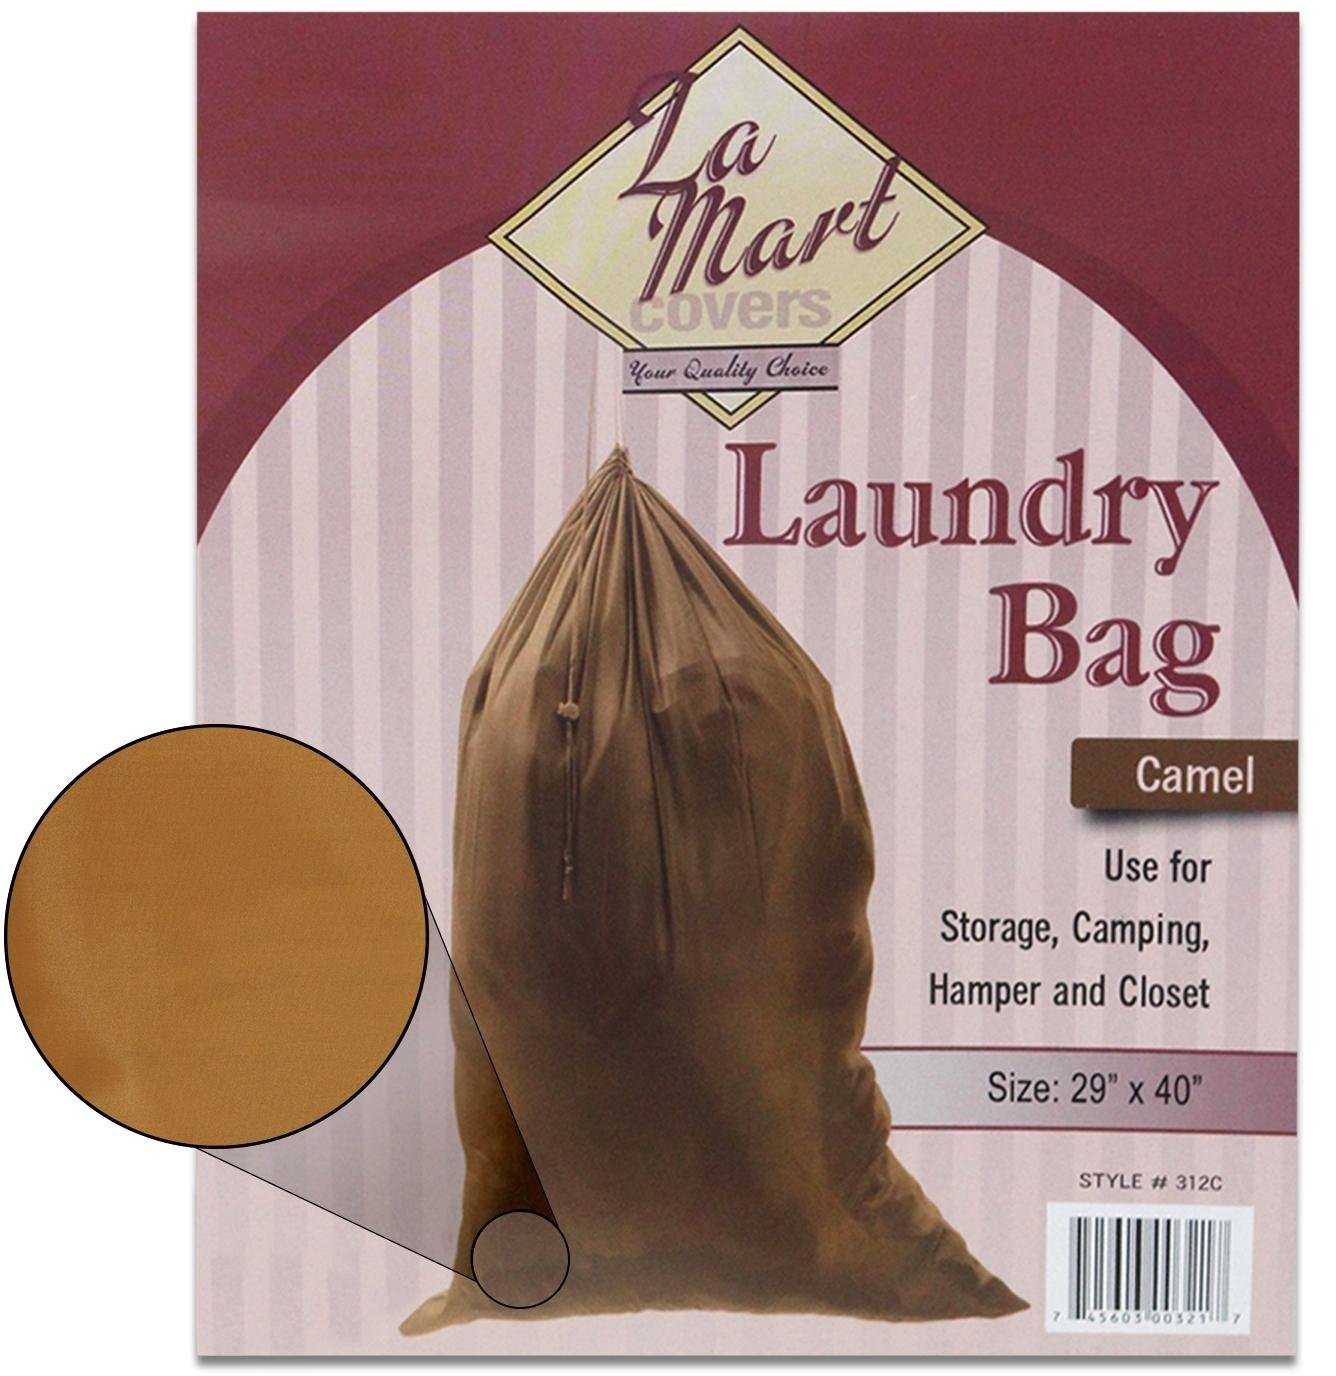 La
Mart
covers
Your Quality Choice
Laundry
Bag
Camel
Use for
Storage, Camping,
Hamper and Closet
Size: 29” x 40”
STYLE # 312C
7 45603 00321 7